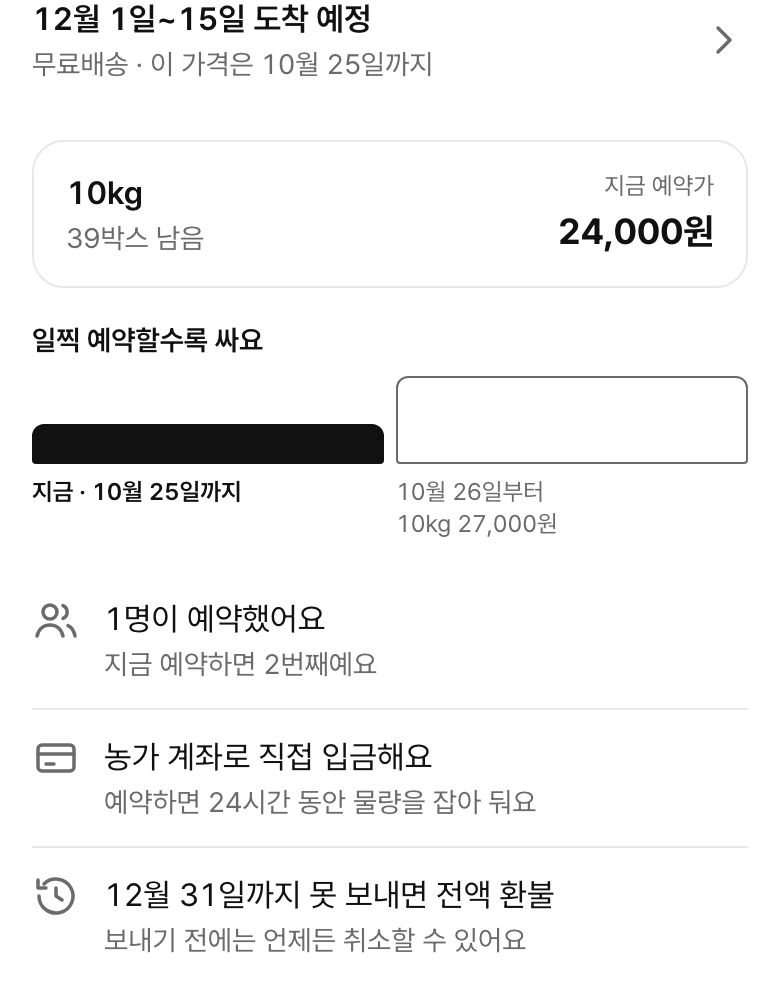 12월 1일~15일 도착 예정
무료배송 · 이 가격은 10월 25일까지
10kg
39박스 남음
지금 예약가
24,000원
일찍 예약할수록 싸요
지금 · 10월 25일까지
10월 26일부터
10kg 27,000원
1명이 예약했어요
지금 예약하면 2번째예요
농가 계좌로 직접 입금해요
예약하면 24시간 동안 물량을 잡아 둬요
12월 31일까지 못 보내면 전액 환불
보내기 전에는 언제든 취소할 수 있어요